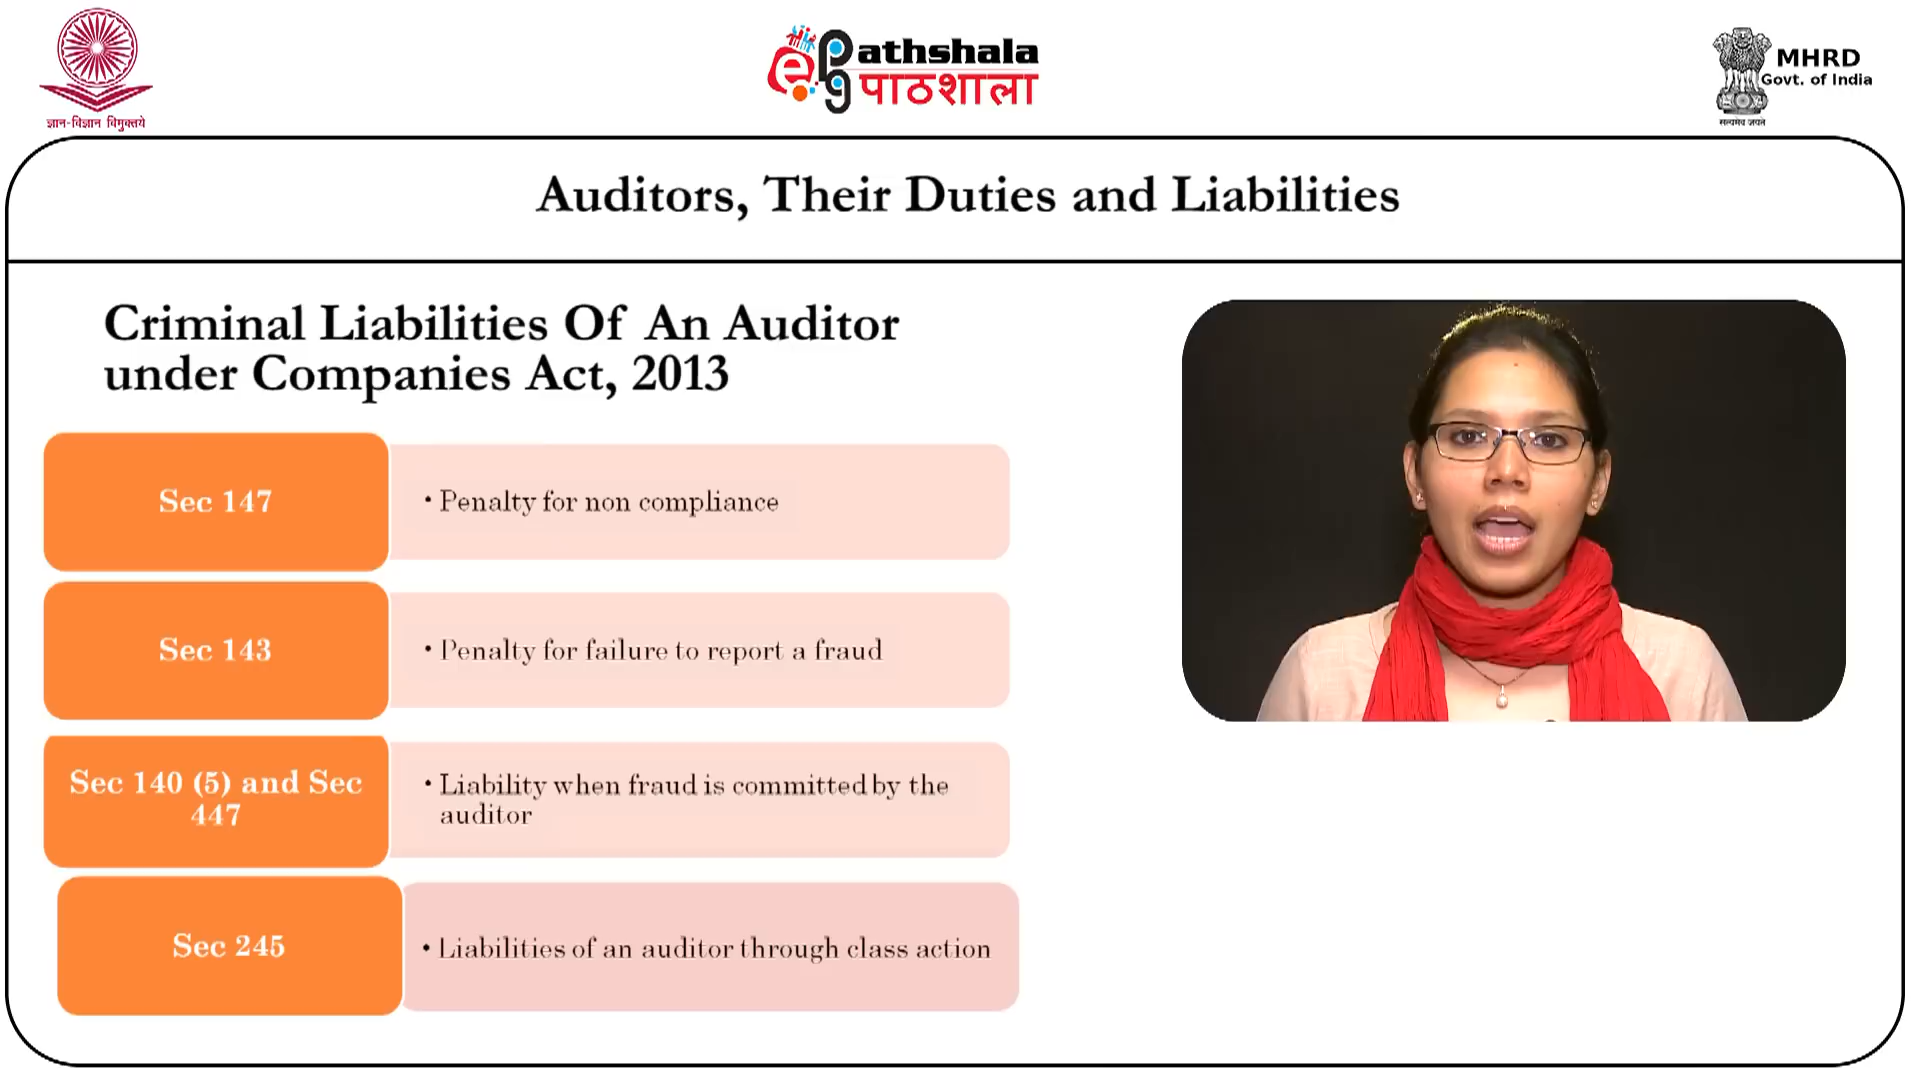 ज्ञान-विज्ञान विमुक्तये
ePG athshala
पाठशाला
MHRD
Govt. of India
सत्यमेव जयते
Auditors, Their Duties and Liabilities
Criminal Liabilities Of An Auditor
under Companies Act, 2013
Sec 147
• Penalty for non compliance
Sec 143
• Penalty for failure to report a fraud
Sec 140 (5) and Sec
447
• Liability when fraud is committed by the
auditor
Sec 245
• Liabilities of an auditor through class action